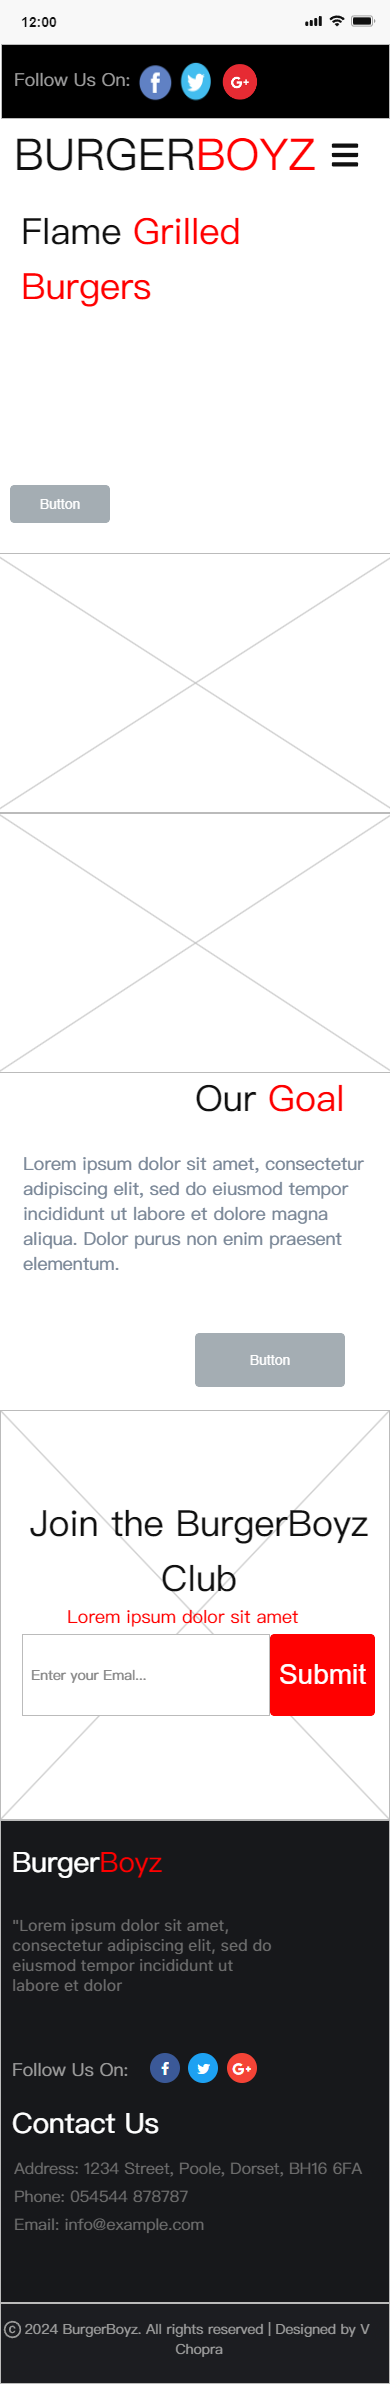 12:00
Follow Us On:
BURGERBOYZ
Flame Grilled
Burgers
Button
Our Goal
Lorem ipsum dolor sit amet, consectetur
adipiscing elit, sed do eiusmod tempor
incididunt ut labore et dolore magna
aliqua. Dolor purus non enim praesent
elementum.
Button
Join the BurgerBoyz
Club
Lorem ipsum dolor sit amet
Enter your Emal...
Submit
BurgerBoyz
"Lorem ipsum dolor sit amet,
consectetur adipiscing elit, sed do
eiusmod tempor incididunt ut
labore et dolor
Follow Us On:
Contact Us
Address: 1234 Street, Poole, Dorset, BH16 6FA
Phone: 054544 878787
Email: info@example.com
© 2024 BurgerBoyz. All rights reserved | Designed by V
Chopra